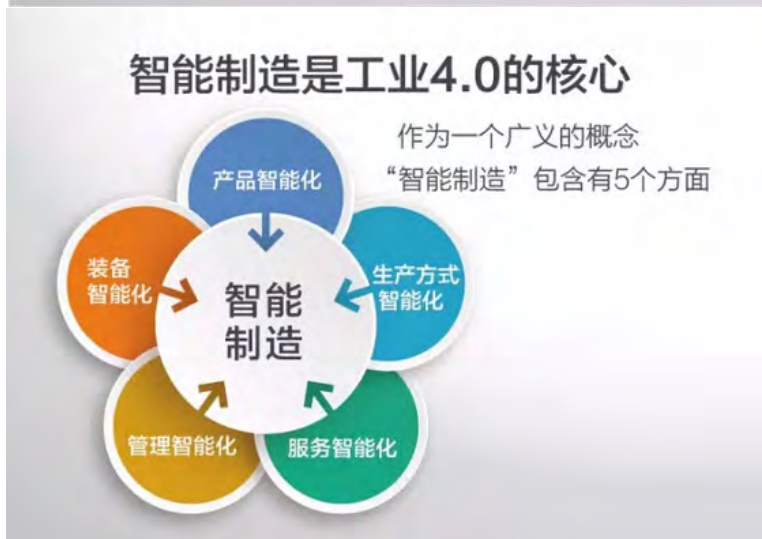 智能制造是工业4.0的核心
作为一个广义的概念
“智能制造”包含有5个方面
产品智能化
装备
智能化
生产方式
智能化
智能
制造
管理智能化
服务智能化